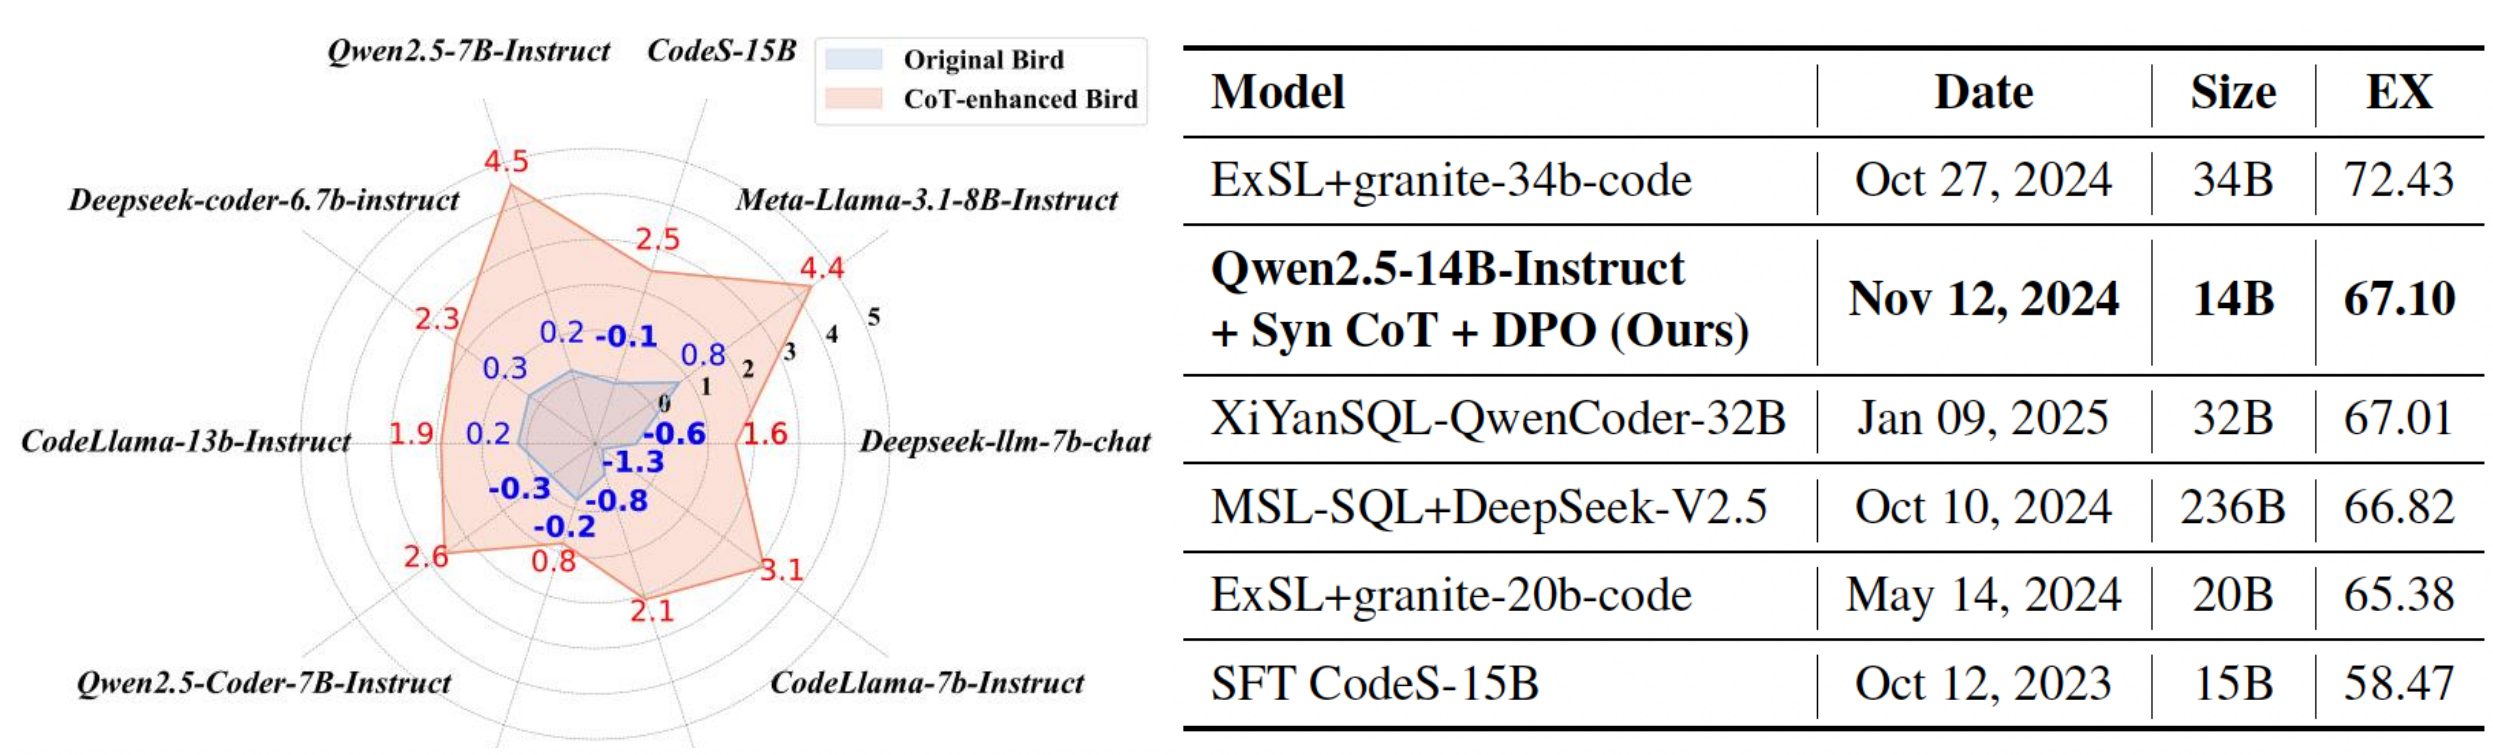 Qwen2.5-7B-Instruct
CodeS-15B
Original Bird
CoT-enhanced Bird
4.5
Deepseek-coder-6.7b-instruct
Meta-Llama-3.1-8B-Instruct
2.5
4.4
2.3
0.2
-0.1
5
4
0.3
0.8
3
2
1
0
CodeLlama-13b-Instruct
1.9
0.2
-0.6
1.6
Deepseek-llm-7b-chat
-1.3
-0.3
-0.8
-0.2
2.6
0.8
3.1
2.1
Qwen2.5-Coder-7B-Instruct
CodeLlama-7b-Instruct
Model Date Size EX
ExSL+granite-34b-code Oct 27, 2024 34B 72.43
Qwen2.5-14B-Instruct
+ Syn CoT + DPO (Ours) Nov 12, 2024 14B 67.10
XiYanSQL-QwenCoder-32B Jan 09, 2025 32B 67.01
MSL-SQL+DeepSeek-V2.5 Oct 10, 2024 236B 66.82
ExSL+granite-20b-code May 14, 2024 20B 65.38
SFT CodeS-15B Oct 12, 2023 15B 58.47